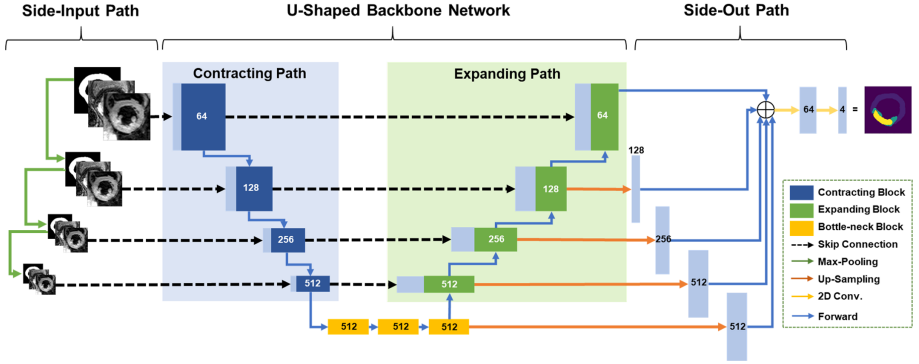 Side-Input Path
U-Shaped Backbone Network
Side-Out Path
Contracting Path
Expanding Path
64
64
64
4
=
128
128
128
256
256
256
512
512
512
512
512
512
512
Contracting Block
Expanding Block
Bottle-neck Block
Skip Connection
Max-Pooling
Up-Sampling
2D Conv.
Forward